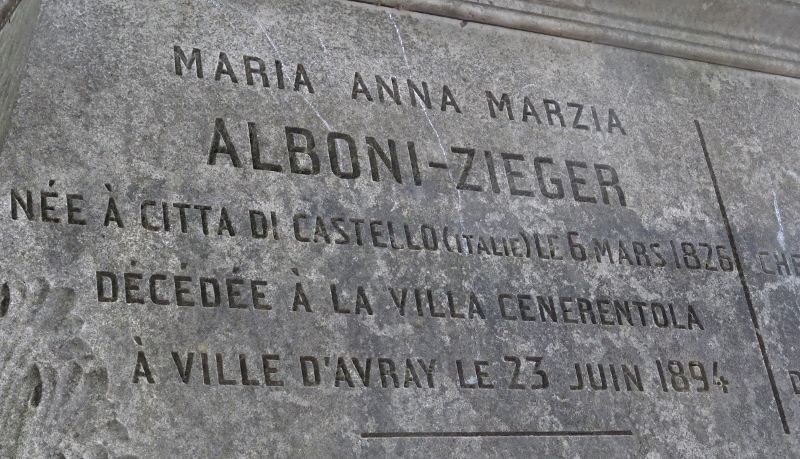 MARIA ANNA MARZIA
ALBONI-ZIEGER
NÉE À CITTA DI CASTELLO (ITALIE) LE 6 MARS 1826
DÉCÉDÉE À LA VILLA CENERENTOLA
À VILLE D'AVRAY LE 23 JUIN 1894